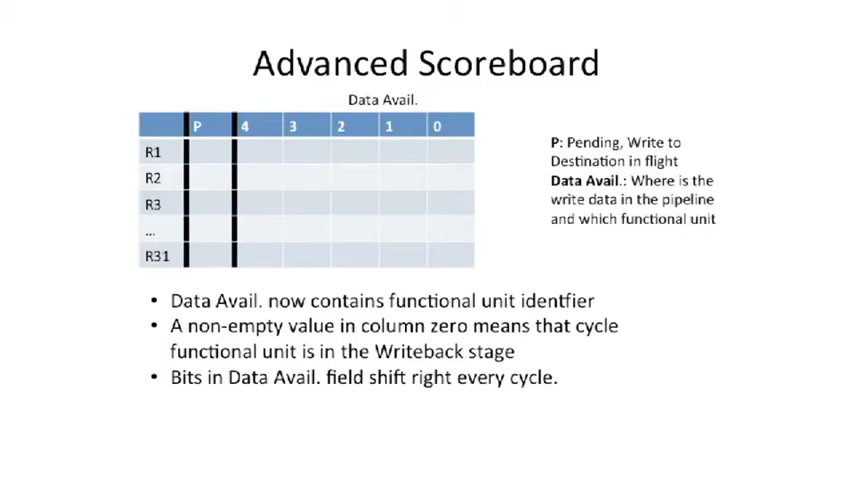 Advanced Scoreboard
Data Avail.
P 4 3 2 1 0
R1
R2
R3
...
R31
P: Pending, Write to
Destination in flight
Data Avail.: Where is the
write data in the pipeline
and which functional unit
• Data Avail. now contains functional unit identfier
• A non-empty value in column zero means that cycle
functional unit is in the Writeback stage
• Bits in Data Avail. field shift right every cycle.